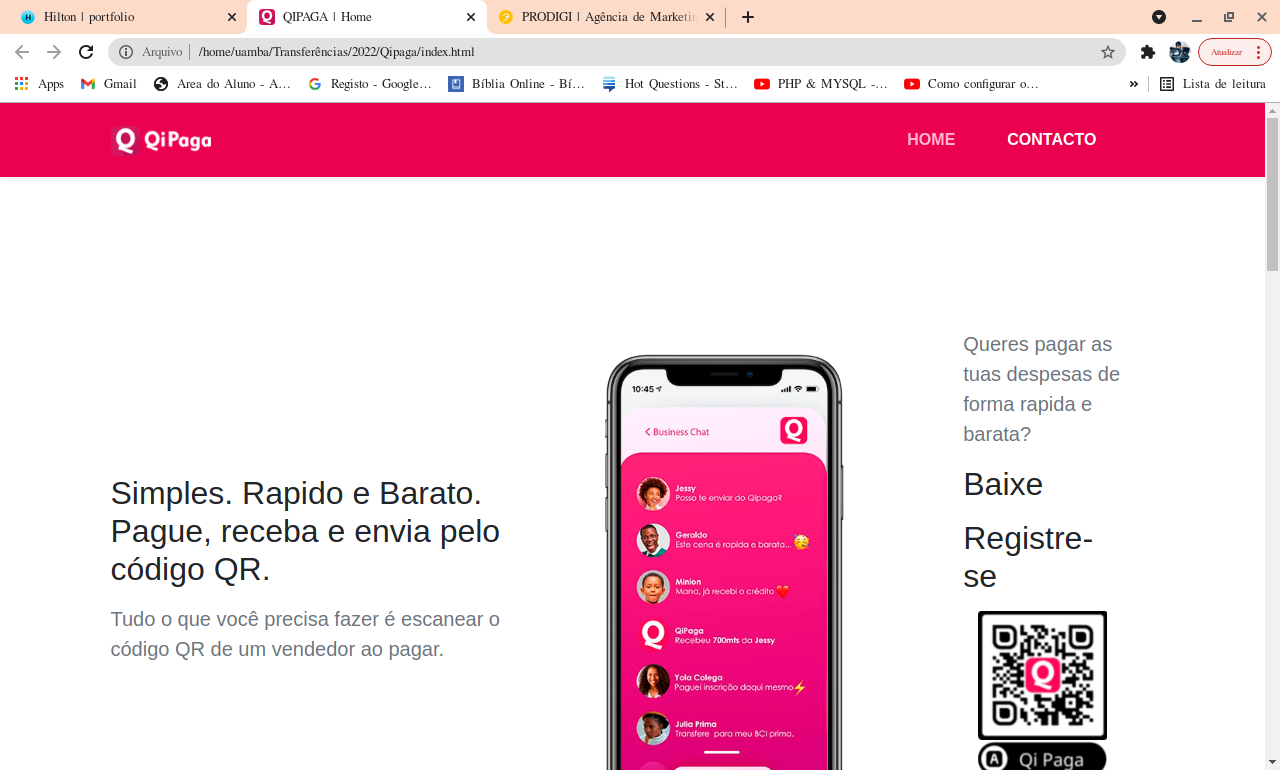 Hilton | portfolio
QIPAGA | Home
PRODIGI | Agência de Marketin
Arquivo
/home/uamba/Transferências/2022/Qipaga/index.html
Atualizar
Apps
Gmail
Area do Aluno - A…
Registo - Google…
Bíblia Online - Bí…
Hot Questions - St…
PHP & MYSQL -…
Como configurar o…
»
Lista de leitura
Q QiPaga
HOME
CONTACTO
Simples. Rapido e Barato.
Pague, receba e envia pelo
código QR.
Tudo o que você precisa fazer é escanear o
código QR de um vendedor ao pagar.
10:45
Business Chat
Q
Jessy
Posso te enviar do Qipaga?
Geraldo
Este cena é rapida e barata...
Minion
Mana, já recebi o crédito
Q
QiPaga
Recebeu 700mts da Jessy
Yola Colega
Paguei inscrição daqui mesmo
Julia Prima
Transfere para meu BCI primo.
Queres pagar as
tuas despesas de
forma rapida e
barata?
Baixe
Registre-
se
Q
Qi Paga